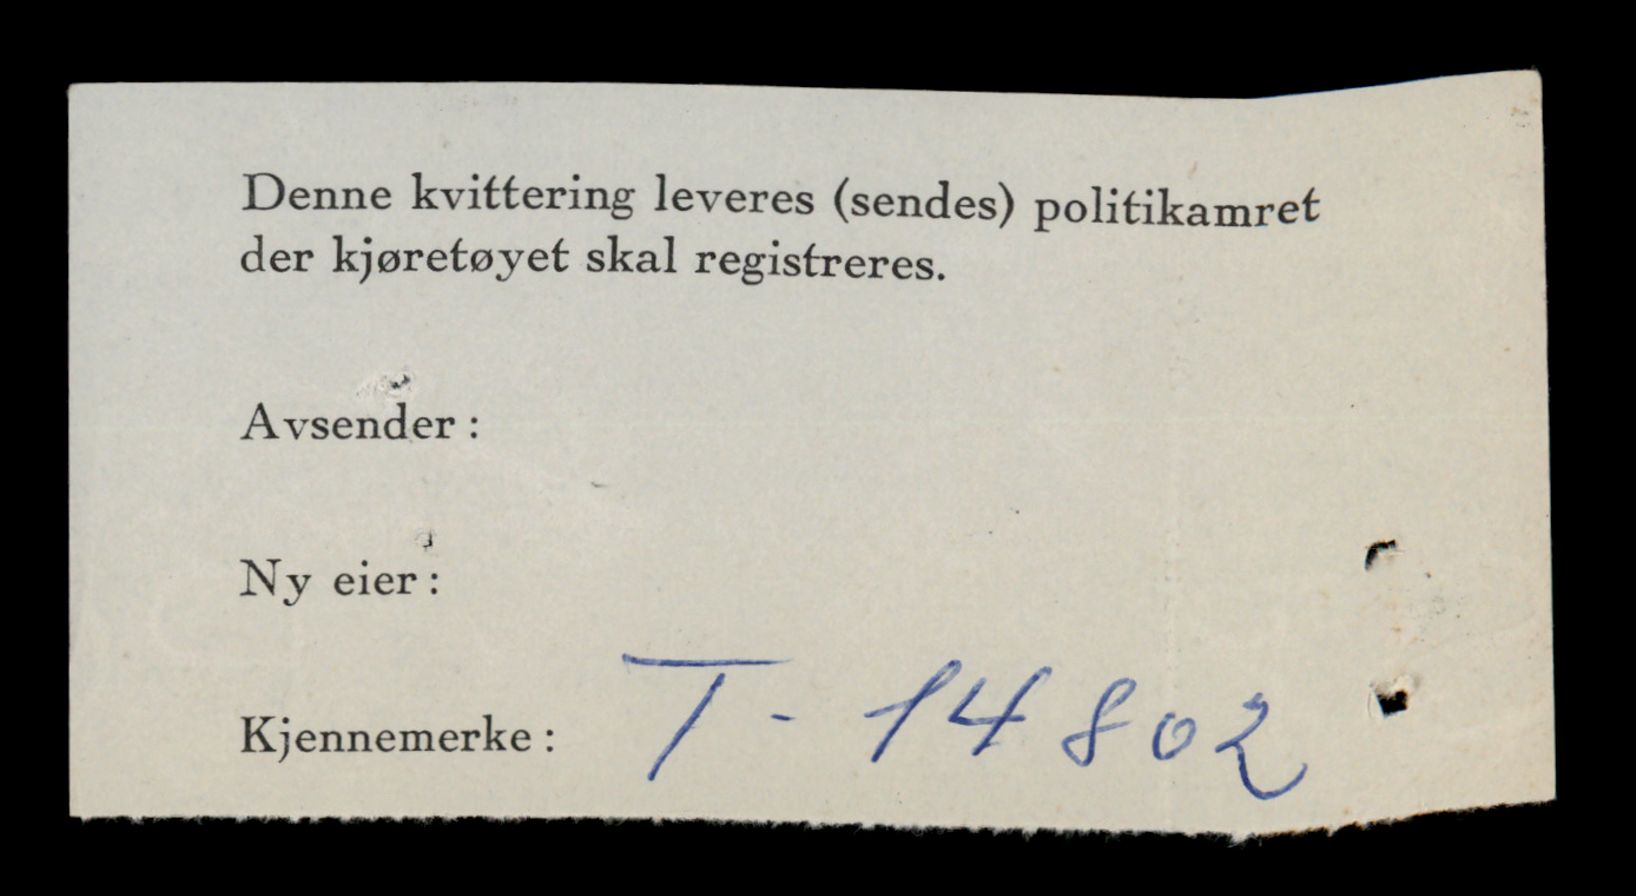 Denne kvittering leveres (sendes) politikamret
der kjøretøyet skal registreres.
Avsender :
Ny eier :
Kjennemerke : T - 14802